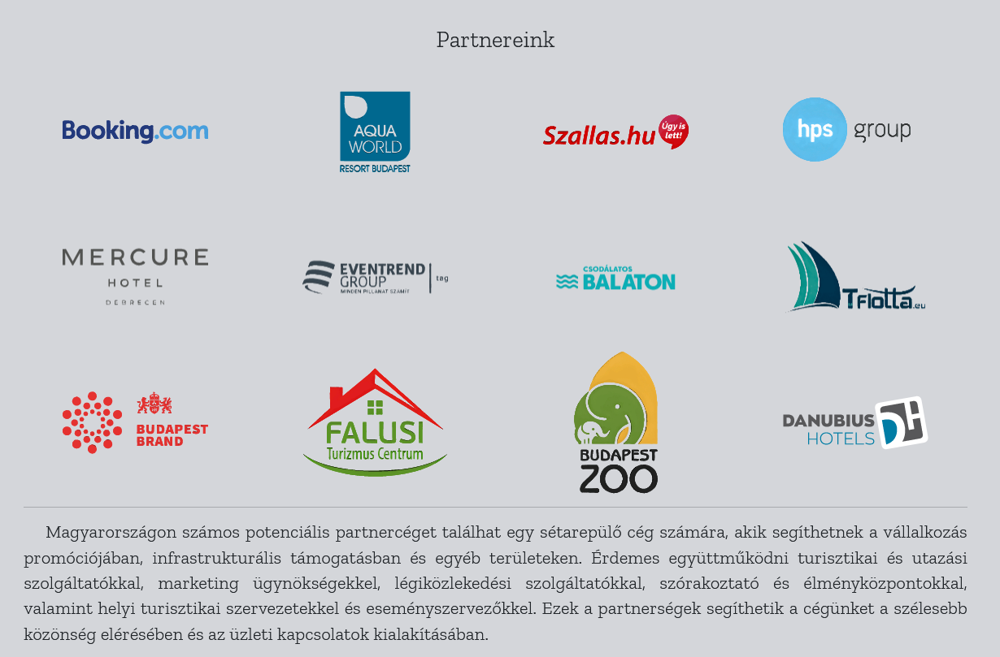 Partnereink
Booking.com
AQUA
WORLD
RESORT BUDAPEST
Szallas.hu
Úgy is
lett!
hps group
MERCURE
HOTEL
DEBRECEN
EVENTREND
GROUP
MINDEN PILLANAT SZÁMÍT
tag
CSODÁLATOS
BALATON
Tflotta.eu
BUDAPEST
BRAND
FALUSI
Turizmus Centrum
BUDAPEST
ZOO
DANUBIUS
HOTELS
DH
Magyarországon számos potenciális partnercéget találhat egy sétarepülő cég számára, akik segíthetnek a vállalkozás
promóciójában, infrastrukturális támogatásban és egyéb területeken. Érdemes együttműködni turisztikai és utazási
szolgáltatókkal, marketing ügynökségekkel, légiközlekedési szolgáltatókkal, szórakoztató és élményközpontokkal,
valamint helyi turisztikai szervezetekkel és eseményszervezőkkel. Ezek a partnerségek segíthetik a cégünket a szélesebb
közönség elérésében és az üzleti kapcsolatok kialakításában.